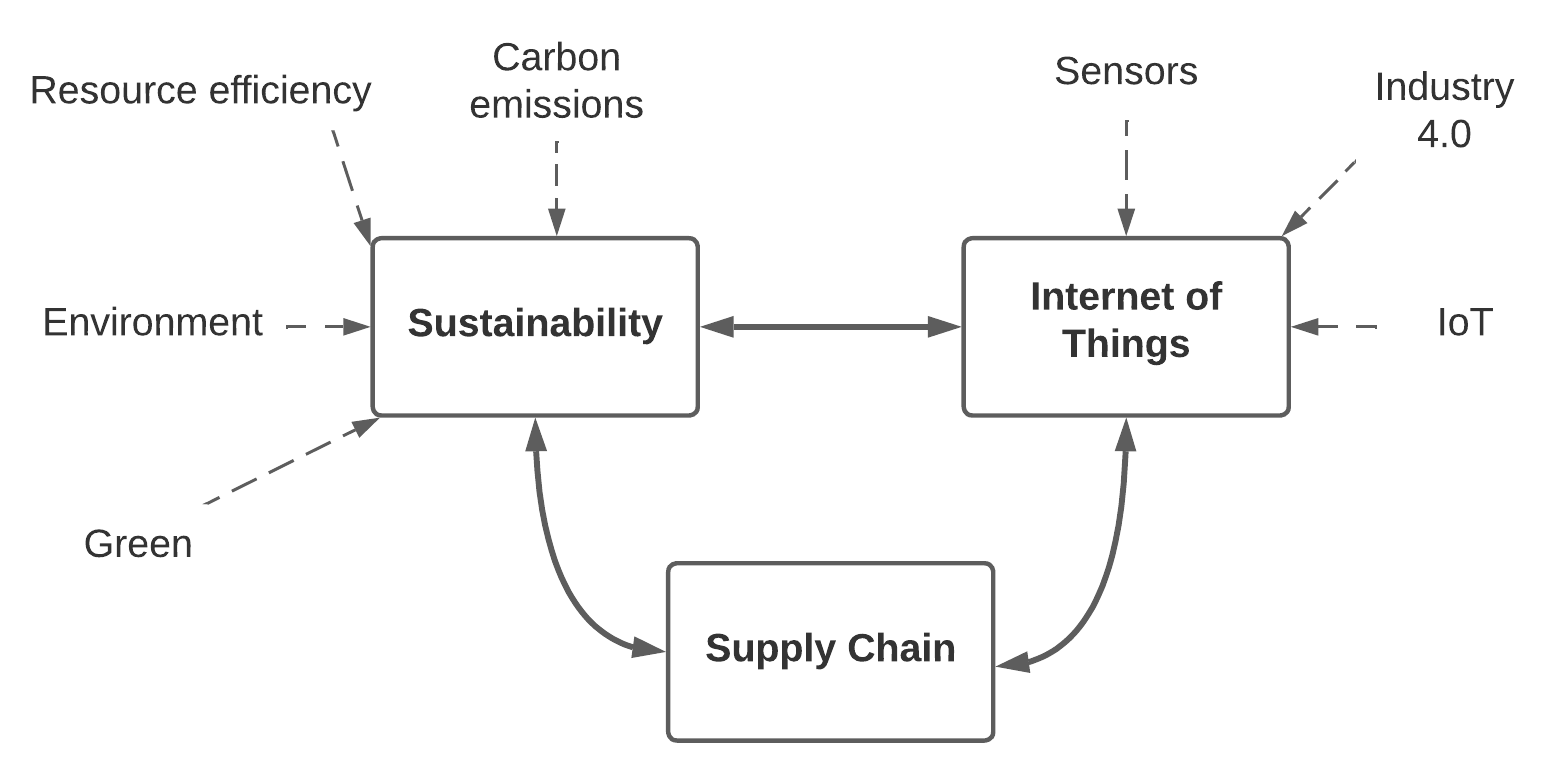 Carbon
emissions
Resource efficiency
Sensors
Industry
4.0
Environment
Sustainability
Internet of
Things
IoT
Green
Supply Chain